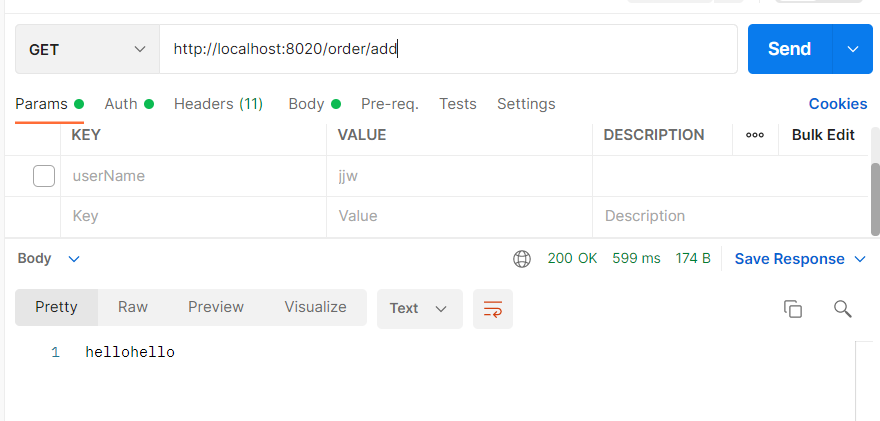 GET http://localhost:8020/order/add Send
Params Auth Headers (11) Body Pre-req. Tests Settings Cookies
KEY VALUE DESCRIPTION ooo Bulk Edit
userName jjw
Key Value Description
Body 200 OK 599 ms 174 B Save Response
Pretty Raw Preview Visualize Text
1 hellohello